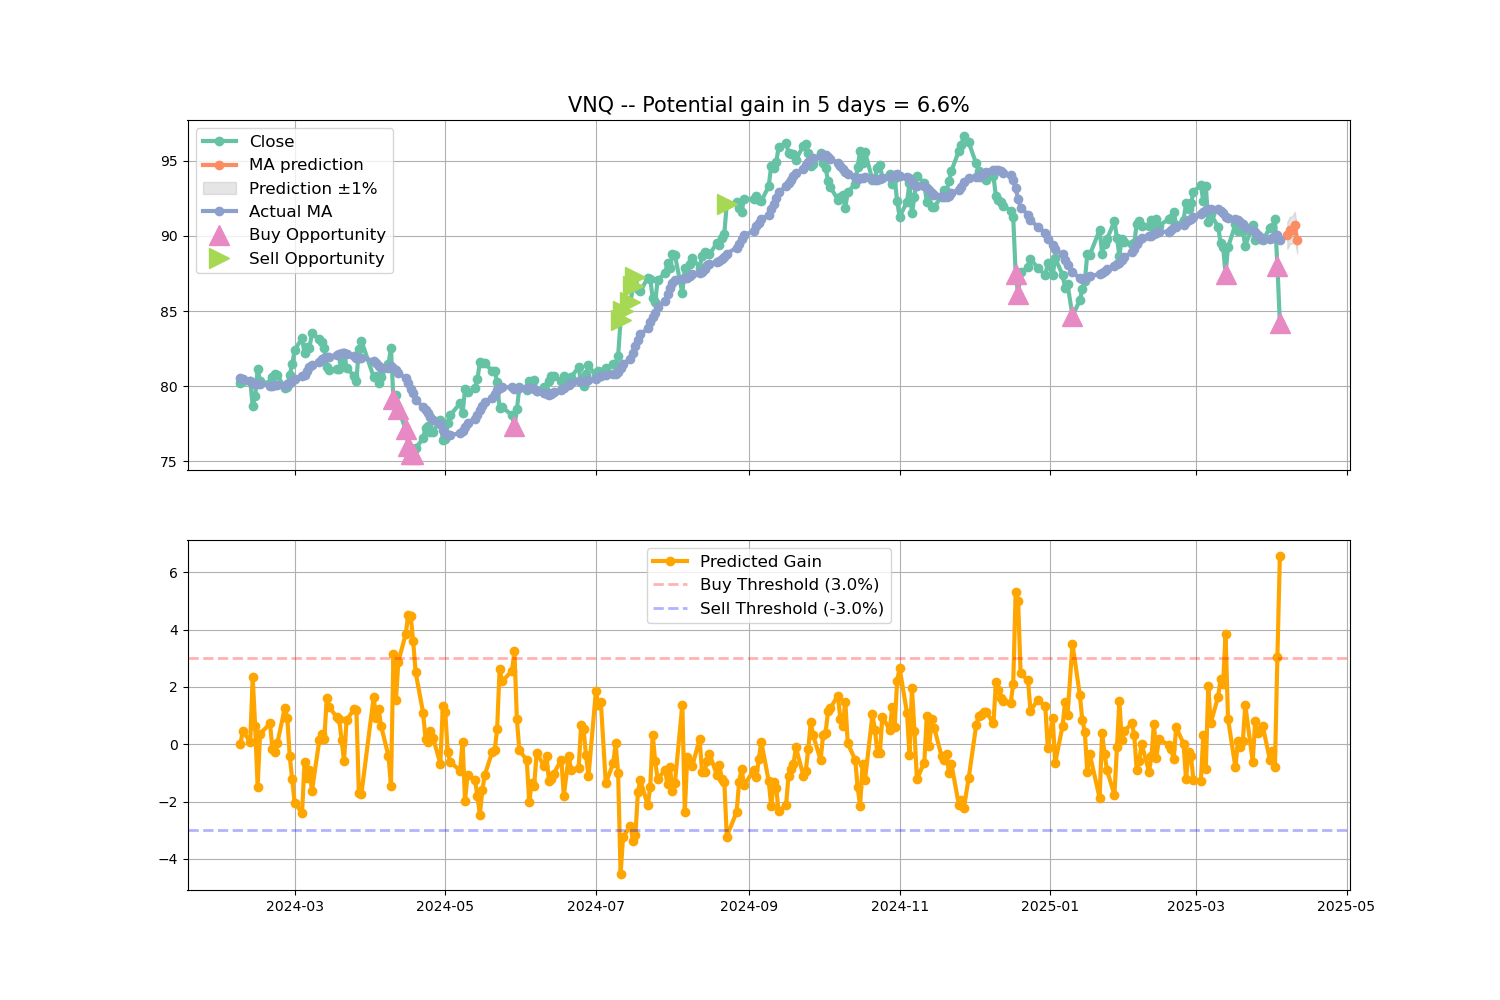 VNQ -- Potential gain in 5 days = 6.6%
Close
MA prediction
Prediction ±1%
Actual MA
Buy Opportunity
Sell Opportunity
95
90
85
80
75
Predicted Gain
Buy Threshold (3.0%)
Sell Threshold (-3.0%)
6
4
2
0
−2
−4
2024-03 2024-05 2024-07 2024-09 2024-11 2025-01 2025-03 2025-05